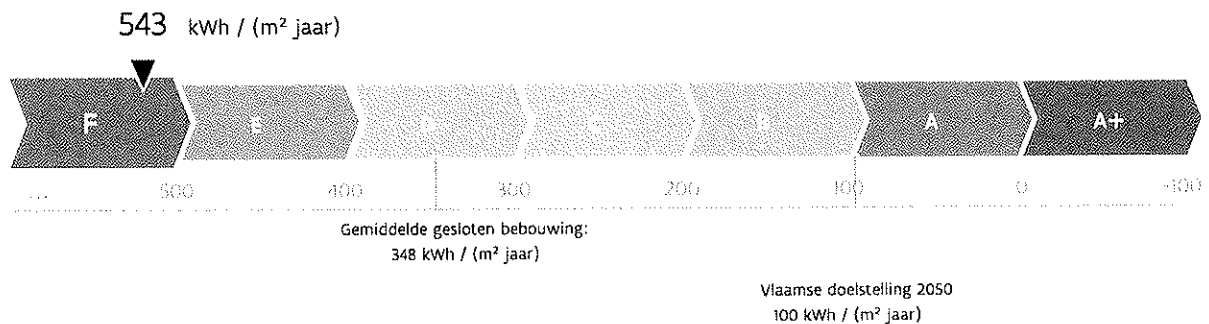 543 kWh / (m² jaar)
F E D C B A A+
... 500 400 300 200 100 0 -100
Gemiddelde gesloten bebouwing:
348 kWh / (m² jaar)
Vlaamse doelstelling 2050
100 kWh / (m² jaar)